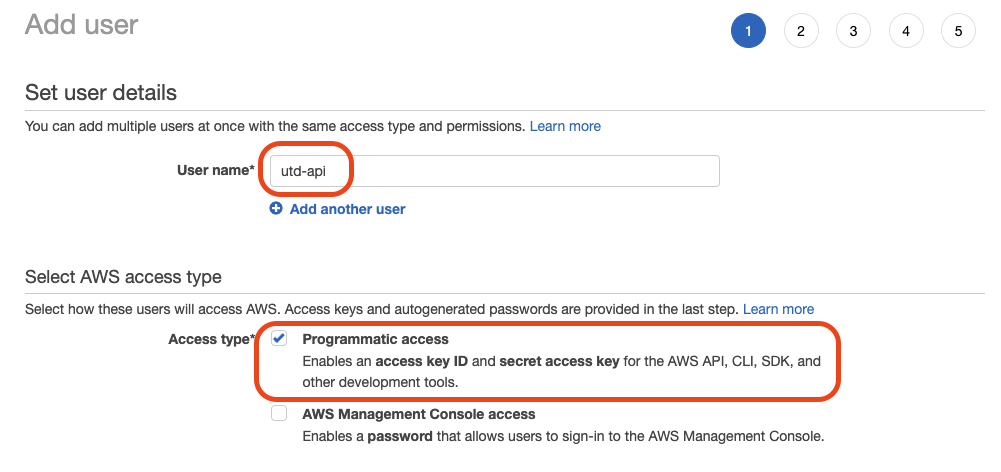 Add user
1 2 3 4 5
Set user details
You can add multiple users at once with the same access type and permissions. Learn more
User name* utd-api
Add another user
Select AWS access type
Select how these users will access AWS. Access keys and autogenerated passwords are provided in the last step. Learn more
Access type* Programmatic access
Enables an access key ID and secret access key for the AWS API, CLI, SDK, and
other development tools.
AWS Management Console access
Enables a password that allows users to sign-in to the AWS Management Console.